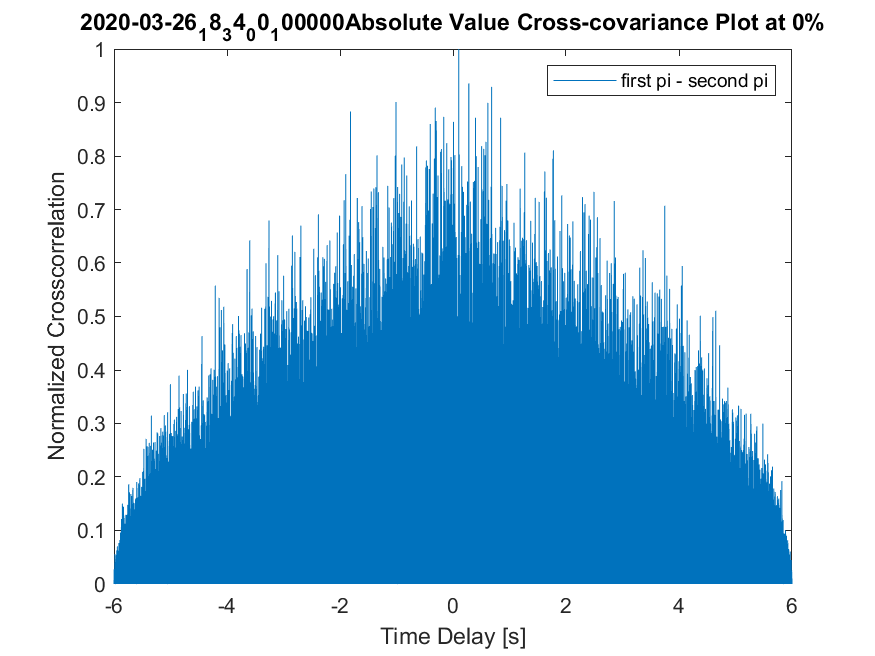 2020-03-26₁8₃4₀0₁00000Absolute Value Cross-covariance Plot at 0%
first pi - second pi
Normalized Crosscorrelation
1
0.9
0.8
0.7
0.6
0.5
0.4
0.3
0.2
0.1
0
-6 -4 -2 0 2 4 6
Time Delay [s]